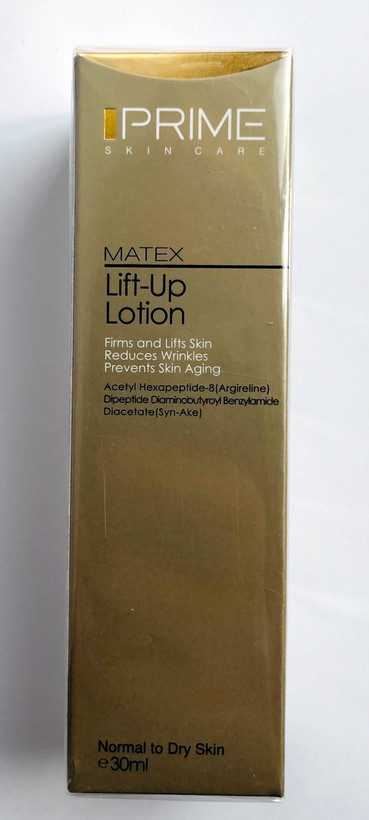 PRIME
SKIN CARE
MATEX
Lift-Up
Lotion
Firms and Lifts Skin
Reduces Wrinkles
Prevents Skin Aging
Acetyl Hexapeptide-8(Argireline)
Dipeptide Diaminobutyroyl Benzylamide
Diacetate(Syn-Ake)
Normal to Dry Skin
℮30ml